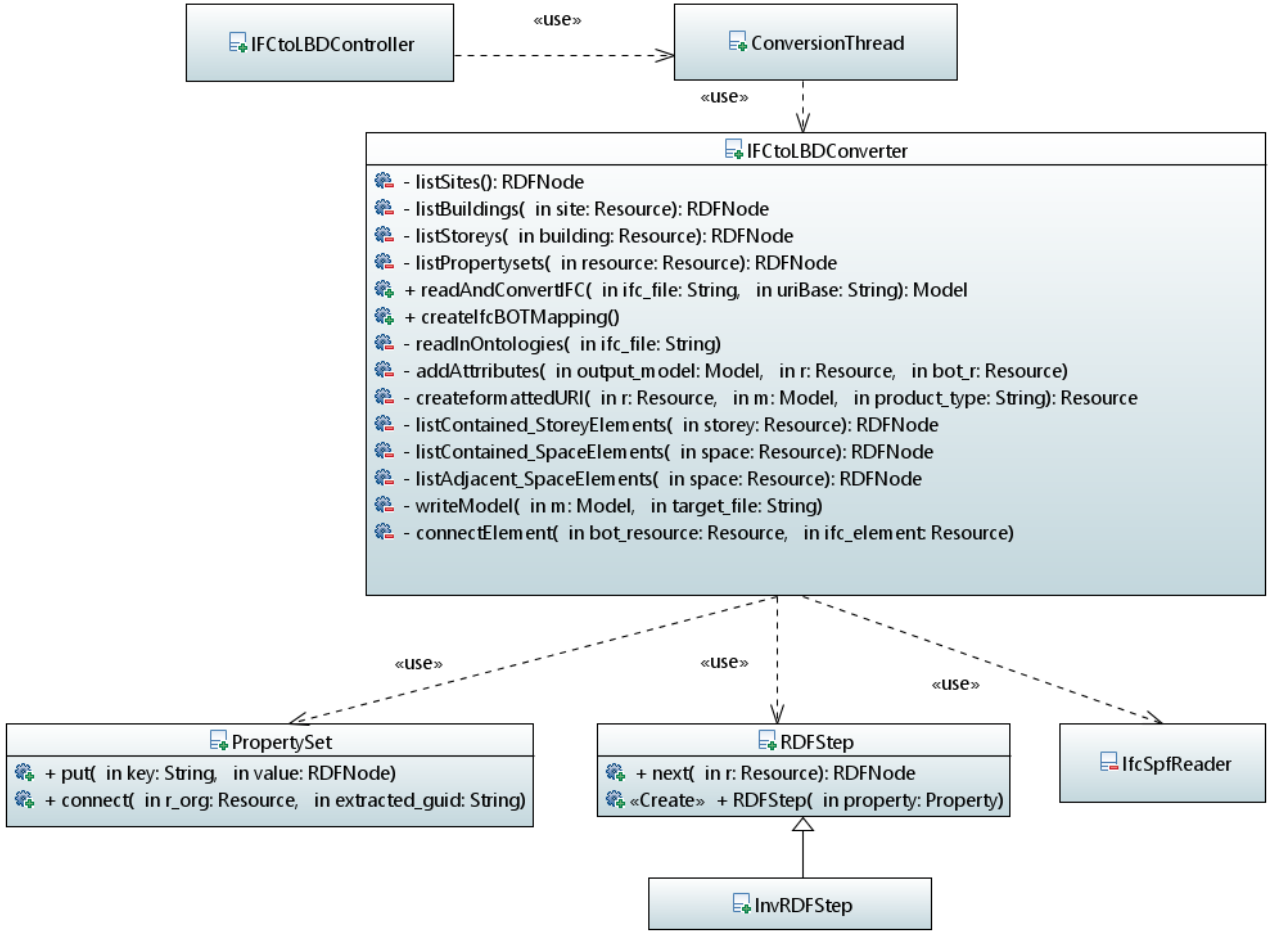 «use»
IFCtoLBDController
ConversionThread
«use»
IFCtoLBDConverter
- listSites(): RDFNode
- listBuildings( in site: Resource): RDFNode
- listStoreys( in building: Resource): RDFNode
- listPropertysets( in resource: Resource): RDFNode
+ readAndConvertIFC( in ifc_file: String, in uriBase: String): Model
+ createIfcBOTMapping()
- readInOntologies( in ifc_file: String)
- addAttrributes( in output_model: Model, in r: Resource, in bot_r: Resource)
- createformattedURI( in r: Resource, in m: Model, in product_type: String): Resource
- listContained_StoreyElements( in storey: Resource): RDFNode
- listContained_SpaceElements( in space: Resource): RDFNode
- listAdjacent_SpaceElements( in space: Resource): RDFNode
- writeModel( in m: Model, in target_file: String)
- connectElement( in bot_resource: Resource, in ifc_element: Resource)
«use»
«use»
«use»
PropertySet
+ put( in key: String, in value: RDFNode)
+ connect( in r_org: Resource, in extracted_guid: String)
RDFStep
+ next( in r: Resource): RDFNode
«Create» + RDFStep( in property: Property)
IfcSpfReader
InvRDFStep